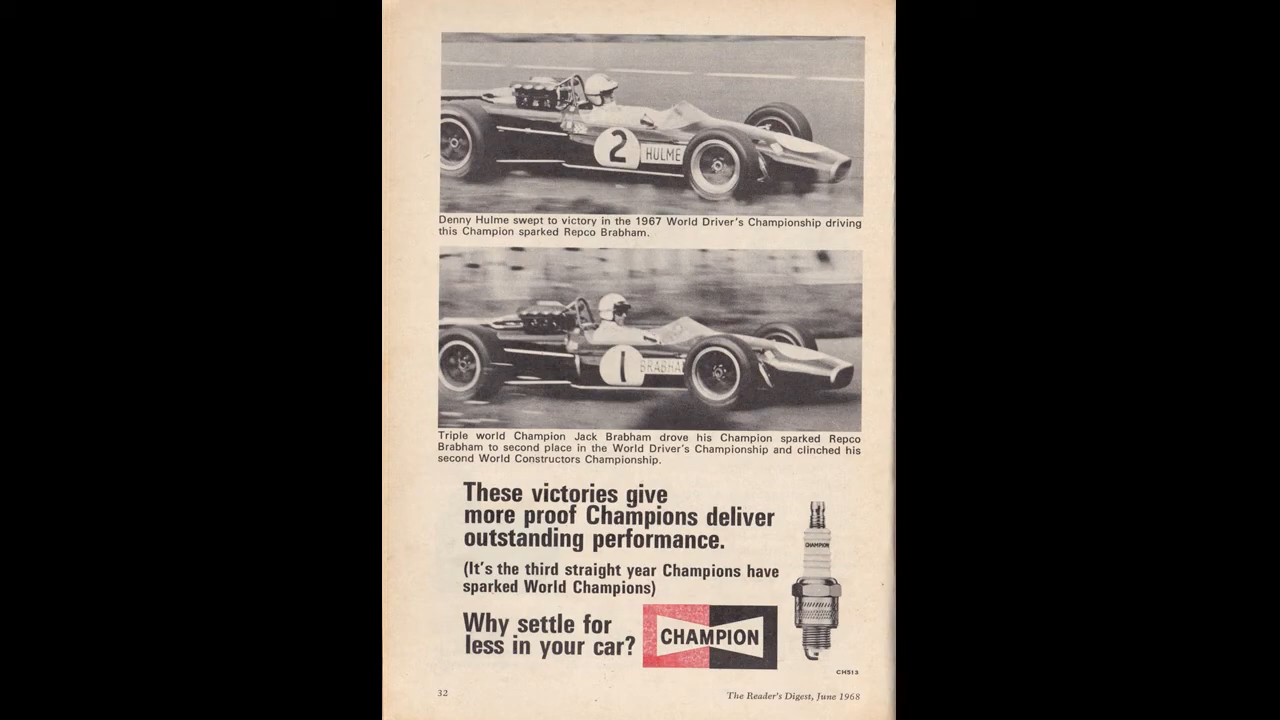 2 HULME
Denny Hulme swept to victory in the 1967 World Driver's Championship driving
this Champion sparked Repco Brabham.
1 BRABHA
Triple world Champion Jack Brabham drove his Champion sparked Repco
Brabham to second place in the World Driver's Championship and clinched his
second World Constructors Championship.
These victories give
more proof Champions deliver
outstanding performance.
(It's the third straight year Champions have
sparked World Champions)
Why settle for
less in your car?
CHAMPION
CHAMPION
CH513
32
The Reader's Digest, June 1968